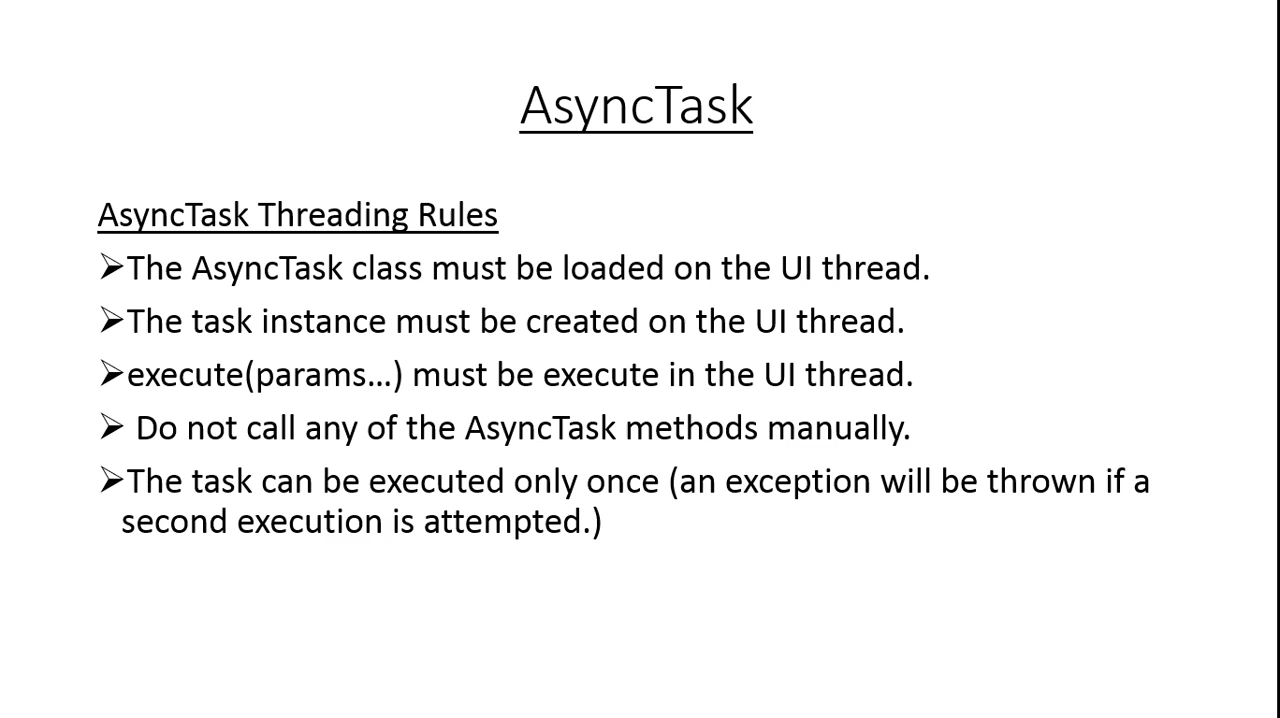 AsyncTask
AsyncTask Threading Rules
➢The AsyncTask class must be loaded on the UI thread.
➢The task instance must be created on the UI thread.
➢execute(params...) must be execute in the UI thread.
➢ Do not call any of the AsyncTask methods manually.
➢The task can be executed only once (an exception will be thrown if a
second execution is attempted.)